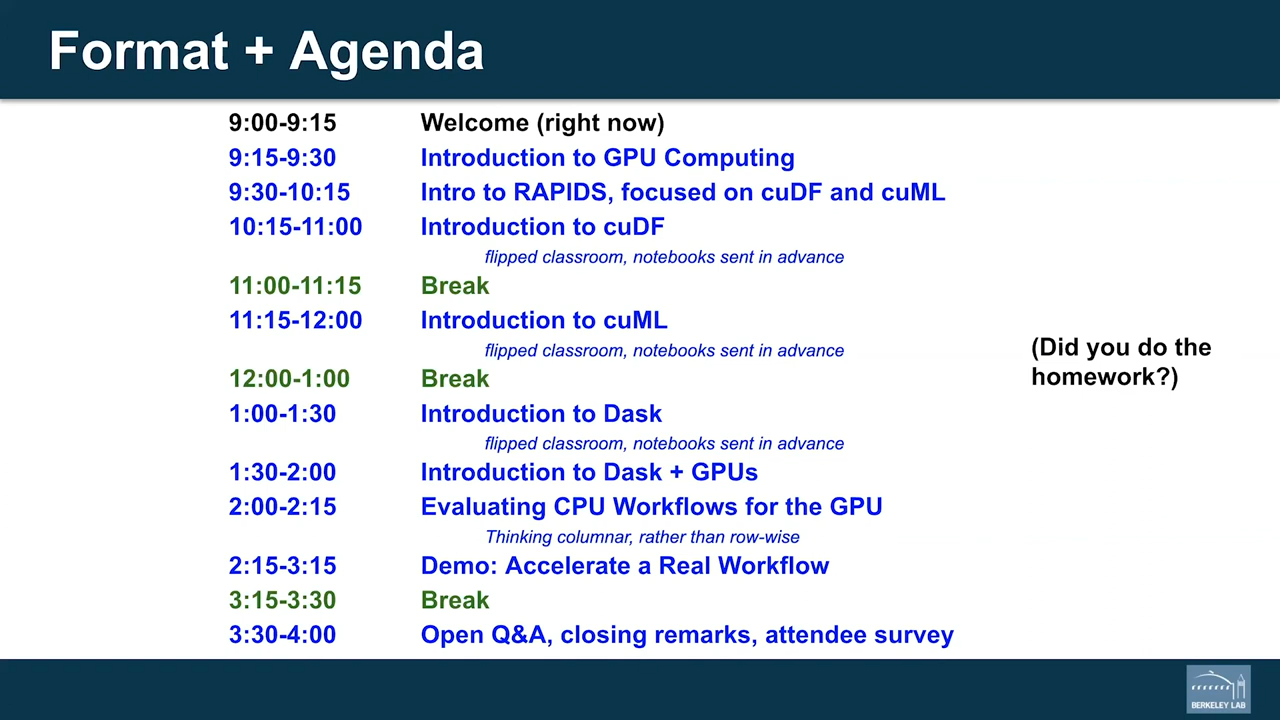 Format + Agenda
9:00-9:15 Welcome (right now)
9:15-9:30 Introduction to GPU Computing
9:30-10:15 Intro to RAPIDS, focused on cuDF and cuML
10:15-11:00 Introduction to cuDF
flipped classroom, notebooks sent in advance
11:00-11:15 Break
11:15-12:00 Introduction to cuML
flipped classroom, notebooks sent in advance
(Did you do the
homework?)
12:00-1:00 Break
1:00-1:30 Introduction to Dask
flipped classroom, notebooks sent in advance
1:30-2:00 Introduction to Dask + GPUs
2:00-2:15 Evaluating CPU Workflows for the GPU
Thinking columnar, rather than row-wise
2:15-3:15 Demo: Accelerate a Real Workflow
3:15-3:30 Break
3:30-4:00 Open Q&A, closing remarks, attendee survey
BERKELEY LAB